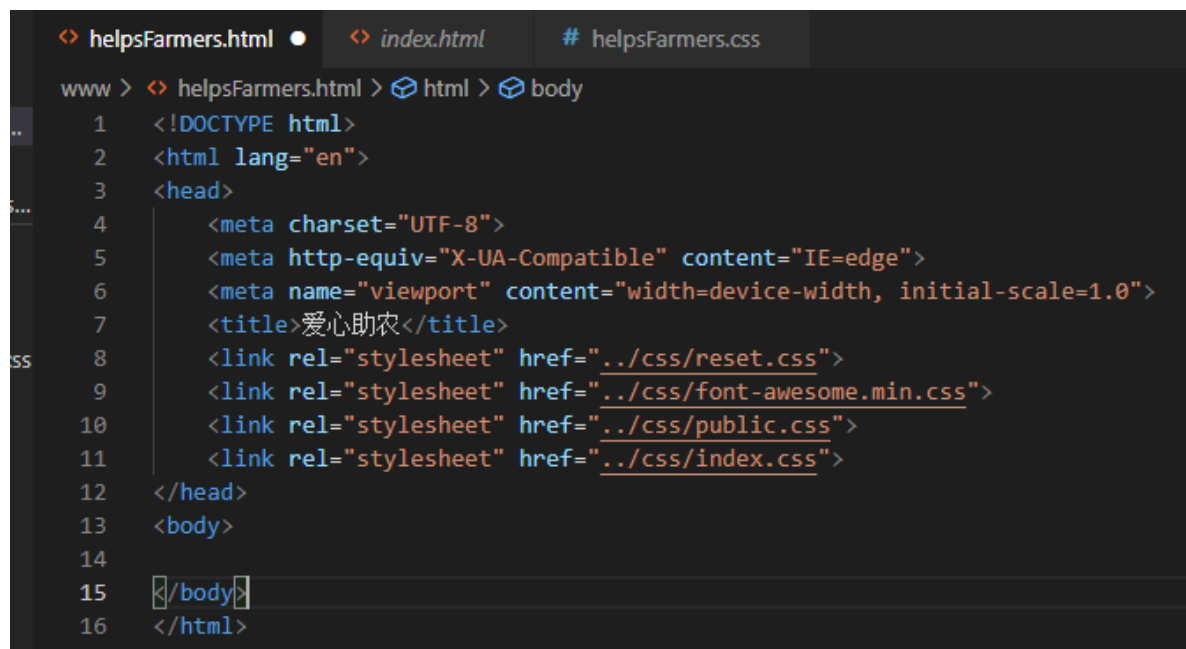 helpsFarmers.html ● index.html # helpsFarmers.css
www > helpsFarmers.html > html > body
1 <!DOCTYPE html>
2 <html lang="en">
3 <head>
4 <meta charset="UTF-8">
5 <meta http-equiv="X-UA-Compatible" content="IE=edge">
6 <meta name="viewport" content="width=device-width, initial-scale=1.0">
7 <title>爱心助农</title>
8 <link rel="stylesheet" href="../css/reset.css">
9 <link rel="stylesheet" href="../css/font-awesome.min.css">
10 <link rel="stylesheet" href="../css/public.css">
11 <link rel="stylesheet" href="../css/index.css">
12 </head>
13 <body>
14
15 </body>
16 </html>